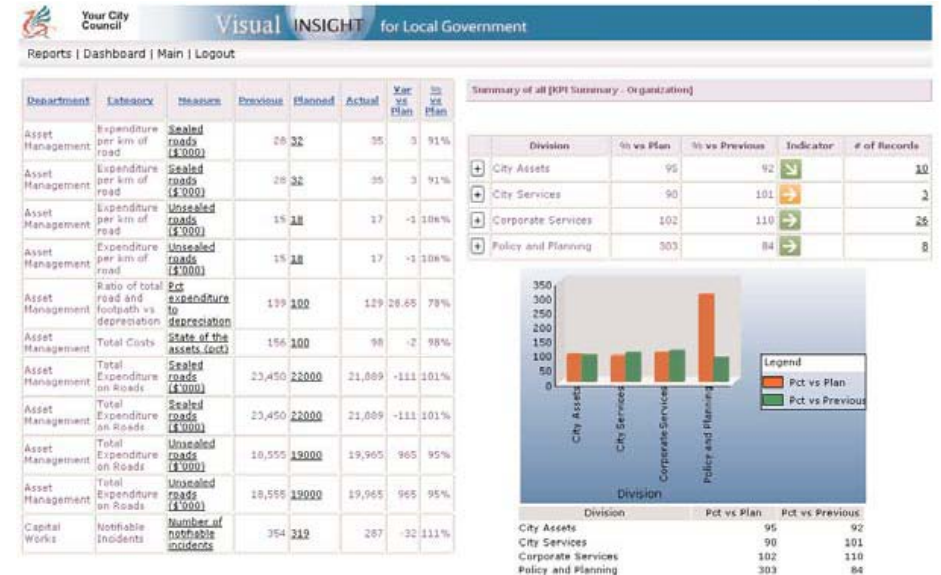 Your City
Council
Visual INSIGHT for Local Government
Reports | Dashboard | Main | Logout
Department Category Measure Previous Planned Actual Var vs Plan % vs Plan
Asset Management Expenditure per km of road Sealed roads ($'000) 28 32 35 3 91%
Asset Management Expenditure per km of road Sealed roads ($'000) 28 32 35 3 91%
Asset Management Expenditure per km of road Unsealed roads ($'000) 15 18 17 -1 106%
Asset Management Expenditure per km of road Unsealed roads ($'000) 15 18 17 -1 106%
Asset Management Ratio of total road and footpath vs depreciation Pct expenditure to depreciation 139 100 129 28.65 78%
Asset Management Total Costs State of the assets (pct) 156 100 98 -2 98%
Asset Management Total Expenditure on Roads Sealed roads ($'000) 23,450 22000 21,889 -111 101%
Asset Management Total Expenditure on Roads Sealed roads ($'000) 23,450 22000 21,889 -111 101%
Asset Management Total Expenditure on Roads Unsealed roads ($'000) 18,555 19000 19,965 965 95%
Asset Management Total Expenditure on Roads Unsealed roads ($'000) 18,555 19000 19,965 965 95%
Capital Works Notifiable Incidents Number of notifiable incidents 354 319 287 -32 111%
Summary of all [KPI Summary - Organization]
Division % vs Plan % vs Previous Indicator # of Records
+ City Assets 95 92 10
+ City Services 90 101 3
+ Corporate Services 102 110 26
+ Policy and Planning 303 84 8
350
300
250
200
150
100
50
0
City Assets
City Services
Corporate Services
Policy and Planning
Division
Legend
Pct vs Plan
Pct vs Previous
Division Pct vs Plan Pct vs Previous
City Assets 95 92
City Services 90 101
Corporate Services 102 110
Policy and Planning 303 84